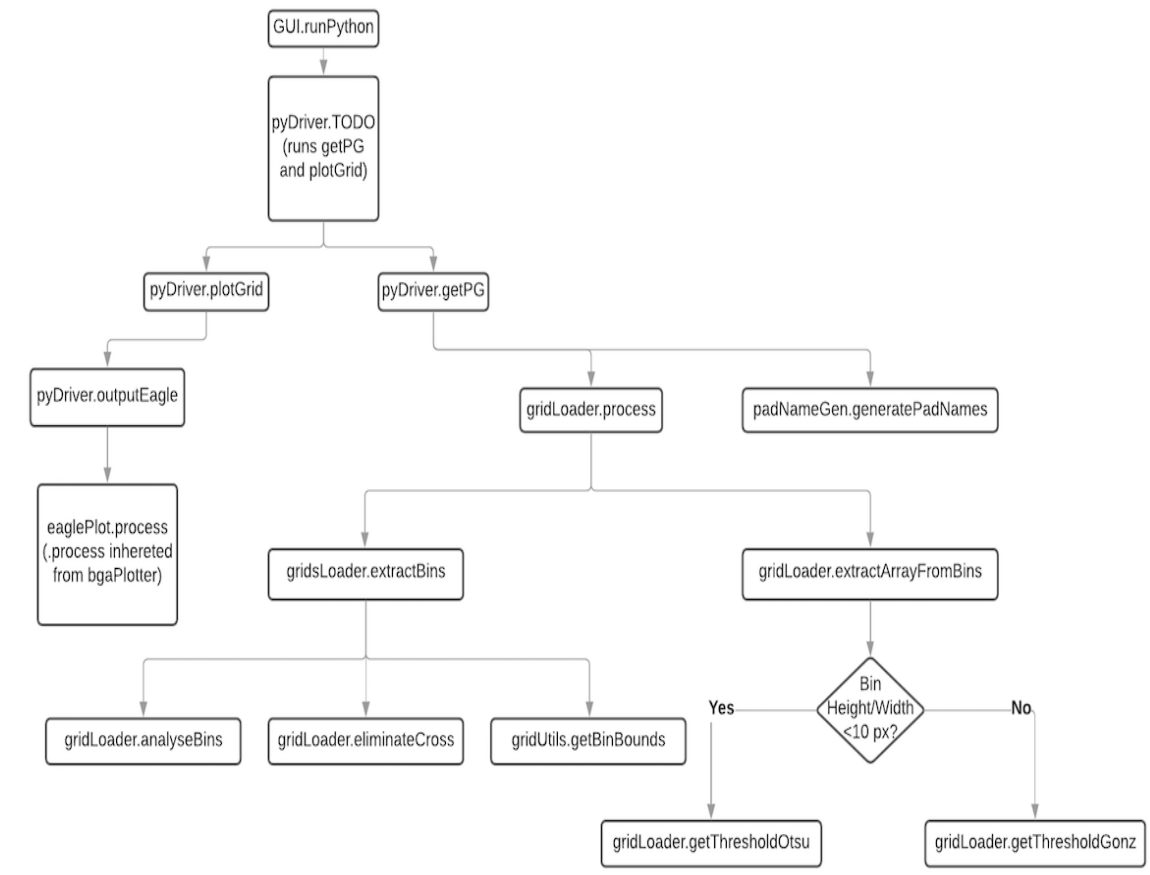 GUI.runPython
pyDriver.TODO
(runs getPG
and plotGrid)
pyDriver.plotGrid
pyDriver.getPG
pyDriver.outputEagle
gridLoader.process
padNameGen.generatePadNames
eaglePlot.process
(.process inhereted
from bgaPlotter)
gridsLoader.extractBins
gridLoader.extractArrayFromBins
Bin
Height/Width
<10 px?
Yes
No
gridLoader.analyseBins
gridLoader.eliminateCross
gridUtils.getBinBounds
gridLoader.getThresholdOtsu
gridLoader.getThresholdGonz